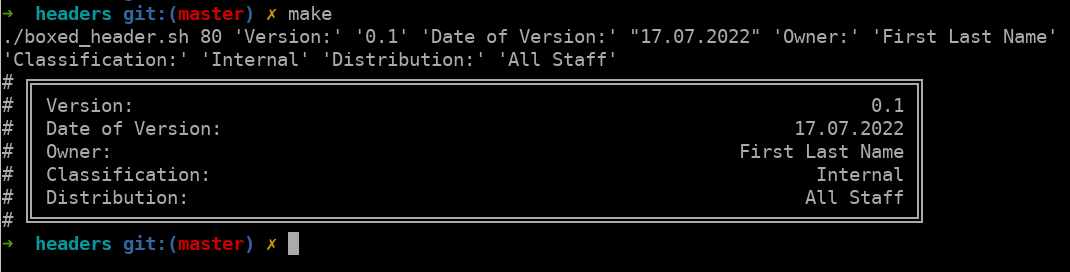 ➜  headers git:(master) ✗ make
./boxed_header.sh 80 'Version:' '0.1' 'Date of Version:' "17.07.2022" 'Owner:' 'First Last Name'
'Classification:' 'Internal' 'Distribution:' 'All Staff'
# ╔════════════════════════════════════════════════════════════════════════════════╗
# ║ Version:                                                                   0.1 ║
# ║ Date of Version:                                                    17.07.2022 ║
# ║ Owner:                                                         First Last Name ║
# ║ Classification:                                                       Internal ║
# ║ Distribution:                                                        All Staff ║
# ╚════════════════════════════════════════════════════════════════════════════════╝
➜  headers git:(master) ✗